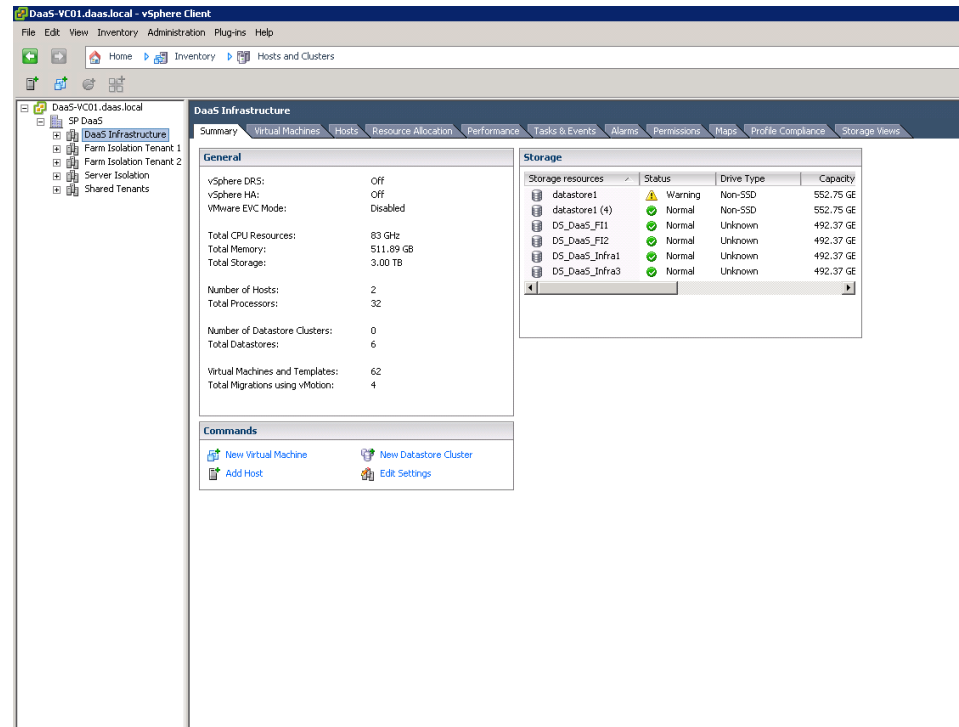 DaaS-VC01.daas.local - vSphere Client
File Edit View Inventory Administration Plug-ins Help
Home Inventory Hosts and Clusters
DaaS-VC01.daas.local
SP DaaS
DaaS Infrastructure
Farm Isolation Tenant 1
Farm Isolation Tenant 2
Server Isolation
Shared Tenants
DaaS Infrastructure
Summary Virtual Machines Hosts Resource Allocation Performance Tasks & Events Alarms Permissions Maps Profile Compliance Storage Views
General
vSphere DRS: Off
vSphere HA: Off
VMware EVC Mode: Disabled
Total CPU Resources: 83 GHz
Total Memory: 511.89 GB
Total Storage: 3.00 TB
Number of Hosts: 2
Total Processors: 32
Number of Datastore Clusters: 0
Total Datastores: 6
Virtual Machines and Templates: 62
Total Migrations using vMotion: 4
Commands
New Virtual Machine New Datastore Cluster
Add Host Edit Settings
Storage
Storage resources Status Drive Type Capacity
datastore1 Warning Non-SSD 552.75 GE
datastore1 (4) Normal Non-SSD 552.75 GE
DS_DaaS_FI1 Normal Unknown 492.37 GE
DS_DaaS_FI2 Normal Unknown 492.37 GE
DS_DaaS_Infra1 Normal Unknown 492.37 GE
DS_DaaS_Infra3 Normal Unknown 492.37 GE